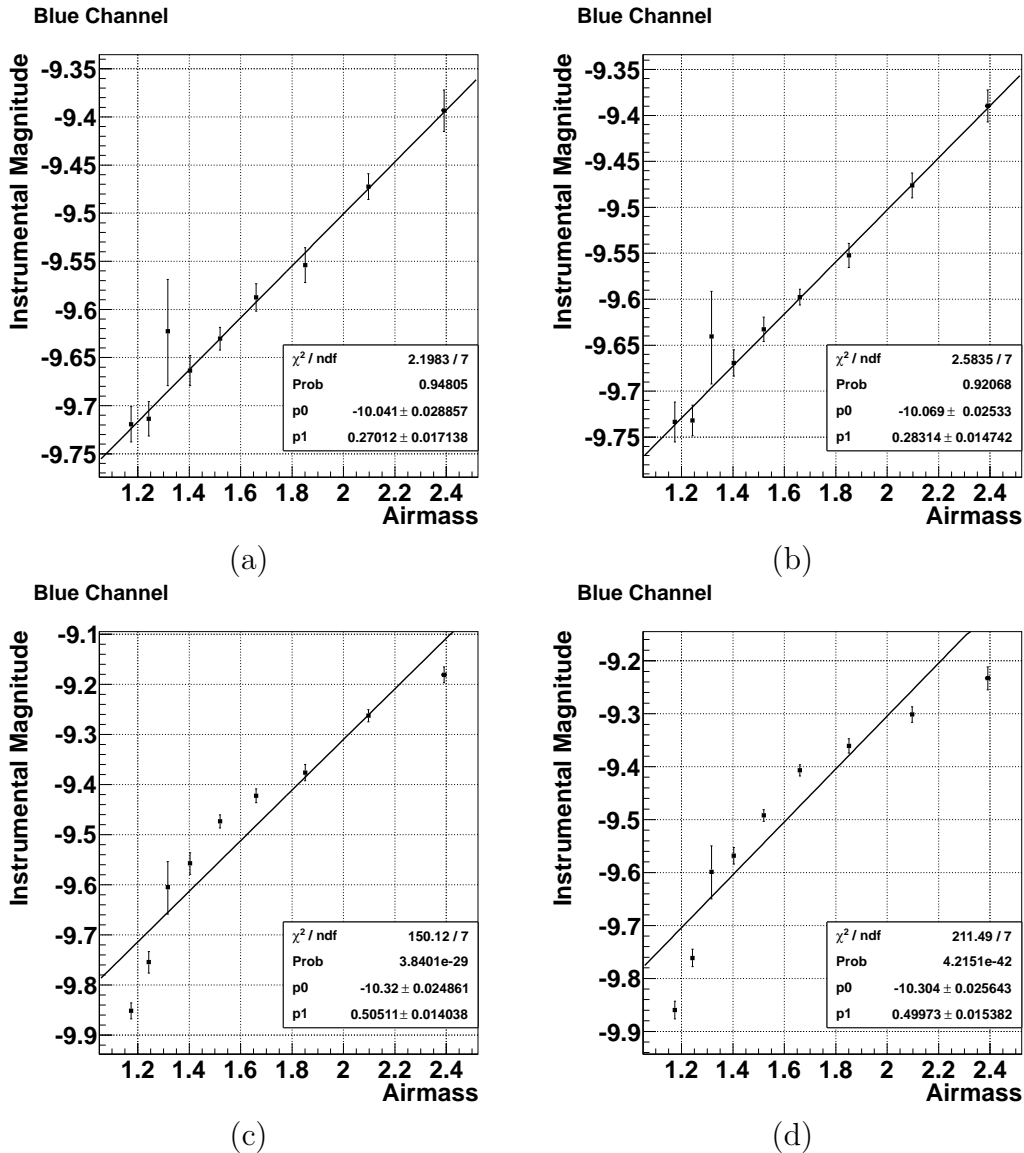 Blue Channel
Instrumental Magnitude
-9.35
-9.4
-9.45
-9.5
-9.55
-9.6
-9.65
-9.7
-9.75
χ² / ndf 2.1983 / 7
Prob 0.94805
p0 -10.041 ± 0.028857
p1 0.27012 ± 0.017138
1.2 1.4 1.6 1.8 2 2.2 2.4
Airmass
(a)
Blue Channel
Instrumental Magnitude
-9.35
-9.4
-9.45
-9.5
-9.55
-9.6
-9.65
-9.7
-9.75
χ² / ndf 2.5835 / 7
Prob 0.92068
p0 -10.069 ± 0.02533
p1 0.28314 ± 0.014742
1.2 1.4 1.6 1.8 2 2.2 2.4
Airmass
(b)
Blue Channel
Instrumental Magnitude
-9.1
-9.2
-9.3
-9.4
-9.5
-9.6
-9.7
-9.8
-9.9
χ² / ndf 150.12 / 7
Prob 3.8401e-29
p0 -10.32 ± 0.024861
p1 0.50511 ± 0.014038
1.2 1.4 1.6 1.8 2 2.2 2.4
Airmass
(c)
Blue Channel
Instrumental Magnitude
-9.2
-9.3
-9.4
-9.5
-9.6
-9.7
-9.8
-9.9
χ² / ndf 211.49 / 7
Prob 4.2151e-42
p0 -10.304 ± 0.025643
p1 0.49973 ± 0.015382
1.2 1.4 1.6 1.8 2 2.2 2.4
Airmass
(d)